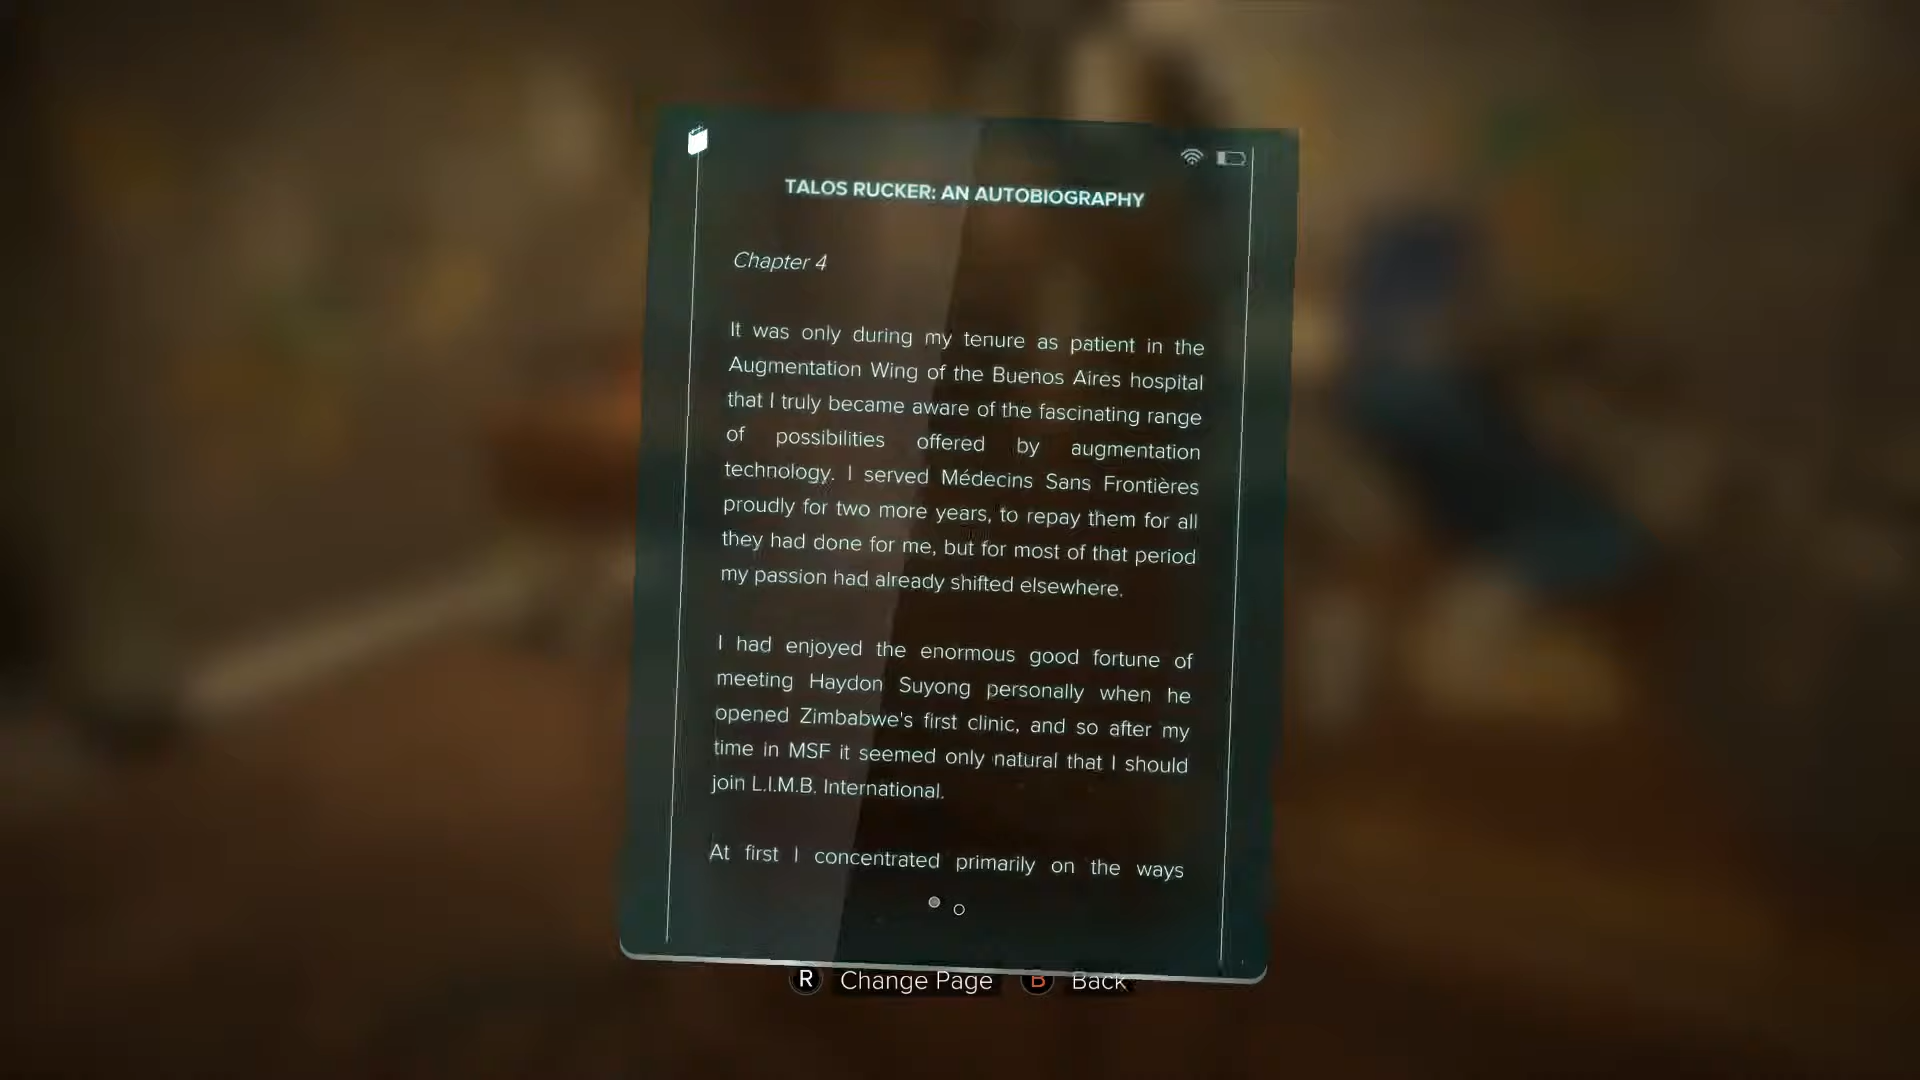 TALOS RUCKER: AN AUTOBIOGRAPHY
Chapter 4
It was only during my tenure as patient in the
Augmentation Wing of the Buenos Aires hospital
that I truly became aware of the fascinating range
of possibilities offered by augmentation
technology. I served Médecins Sans Frontières
proudly for two more years, to repay them for all
they had done for me, but for most of that period
my passion had already shifted elsewhere.
I had enjoyed the enormous good fortune of
meeting Haydon Suyong personally when he
opened Zimbabwe's first clinic, and so after my
time in MSF it seemed only natural that I should
join L.I.M.B. International.
At first I concentrated primarily on the ways
R Change Page B Back